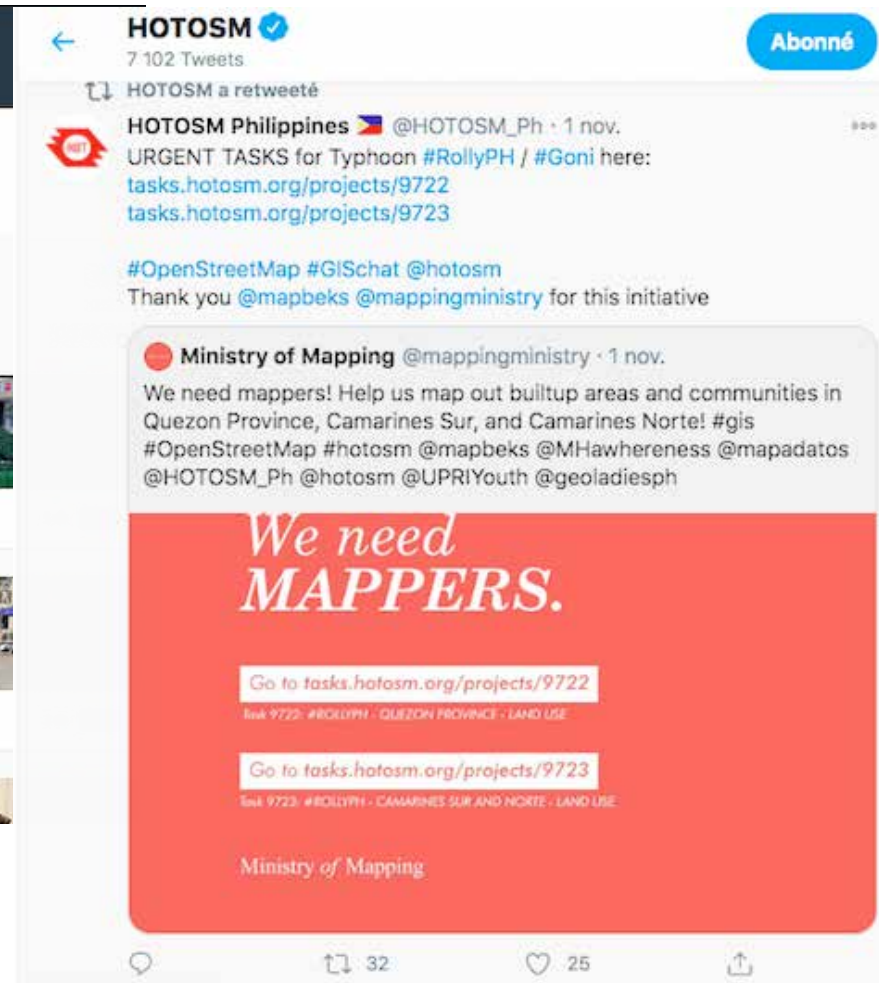 HOTOSM
7 102 Tweets
Abonné
HOTOSM a retweeté
HOT
HOTOSM Philippines 🇵🇭 @HOTOSM_Ph · 1 nov.
URGENT TASKS for Typhoon #RollyPH / #Goni here:
tasks.hotosm.org/projects/9722
tasks.hotosm.org/projects/9723
#OpenStreetMap #GISchat @hotosm
Thank you @mapbeks @mappingministry for this initiative
Ministry of Mapping @mappingministry · 1 nov.
We need mappers! Help us map out builtup areas and communities in
Quezon Province, Camarines Sur, and Camarines Norte! #gis
#OpenStreetMap #hotosm @mapbeks @MHawhereness @mapadatos
@HOTOSM_Ph @hotosm @UPRIYouth @geoladiesph
We need
MAPPERS.
Go to tasks.hotosm.org/projects/9722
Task 9722: #ROLLYPH - QUEZON PROVINCE - LAND USE
Go to tasks.hotosm.org/projects/9723
Task 9723: #ROLLYPH - CAMARINES SUR AND NORTE - LAND USE
Ministry of Mapping
32
25